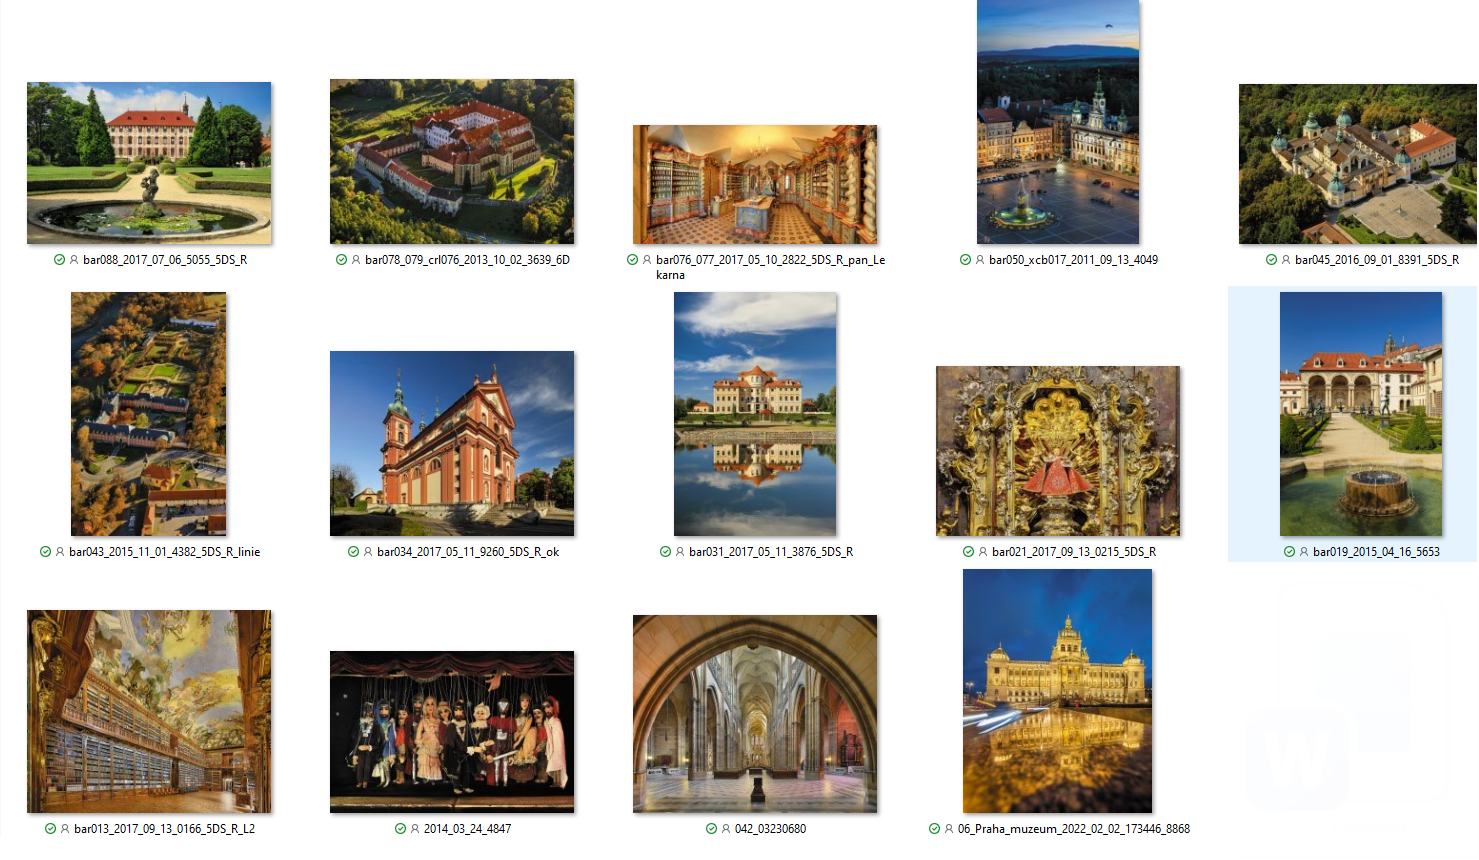 bar088_2017_07_06_5055_5DS_R
bar078_079_crl076_2013_10_02_3639_6D
bar076_077_2017_05_10_2822_5DS_R_pan_Le
karna
bar050_xcb017_2011_09_13_4049
bar045_2016_09_01_8391_5DS_R
bar043_2015_11_01_4382_5DS_R_linie
bar034_2017_05_11_9260_5DS_R_ok
bar031_2017_05_11_3876_5DS_R
bar021_2017_09_13_0215_5DS_R
bar019_2015_04_16_5653
bar013_2017_09_13_0166_5DS_R_L2
2014_03_24_4847
042_03230680
06_Praha_muzeum_2022_02_02_173446_8868
W